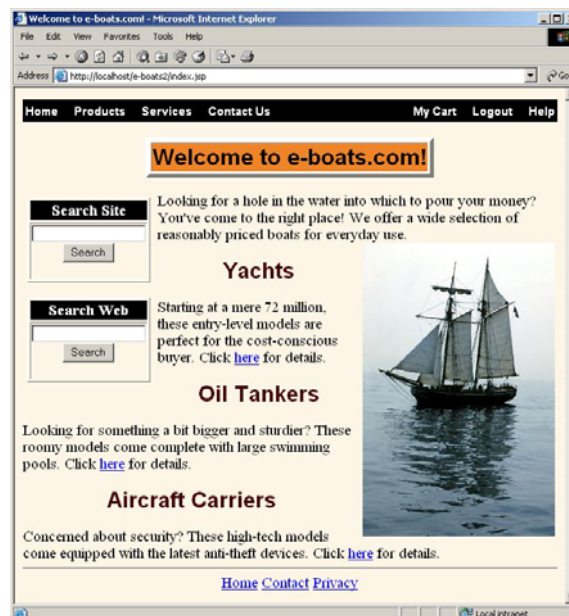 Welcome to e-boats.com! - Microsoft Internet Explorer
File Edit View Favorites Tools Help
Address http://localhost/e-boats2/index.jsp Go
Home Products Services Contact Us My Cart Logout Help
Welcome to e-boats.com!
Search Site
Search
Search Web
Search
Looking for a hole in the water into which to pour your money?
You've come to the right place! We offer a wide selection of
reasonably priced boats for everyday use.
Yachts
Starting at a mere 72 million,
these entry-level models are
perfect for the cost-conscious
buyer. Click here for details.
Oil Tankers
Looking for something a bit bigger and sturdier? These
roomy models come complete with large swimming
pools. Click here for details.
Aircraft Carriers
Concerned about security? These high-tech models
come equipped with the latest anti-theft devices. Click here for details.
Home Contact Privacy
Local intranet